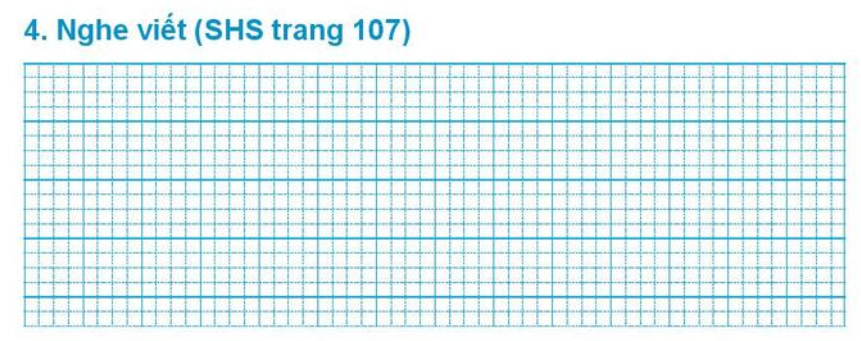 4. Nghe viết (SHS trang 107)